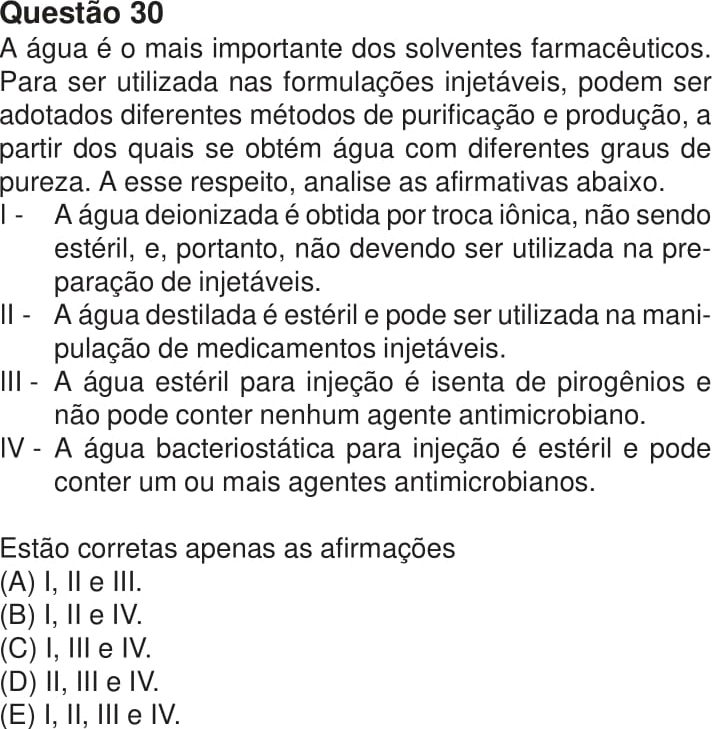 Questão 30
A água é o mais importante dos solventes farmacêuticos.
Para ser utilizada nas formulações injetáveis, podem ser
adotados diferentes métodos de purificação e produção, a
partir dos quais se obtém água com diferentes graus de
pureza. A esse respeito, analise as afirmativas abaixo.
I - A água deionizada é obtida por troca iônica, não sendo
estéril, e, portanto, não devendo ser utilizada na pre-
paração de injetáveis.
II - A água destilada é estéril e pode ser utilizada na mani-
pulação de medicamentos injetáveis.
III - A água estéril para injeção é isenta de pirogênios e
não pode conter nenhum agente antimicrobiano.
IV - A água bacteriostática para injeção é estéril e pode
conter um ou mais agentes antimicrobianos.
Estão corretas apenas as afirmações
(A) I, II e III.
(B) I, II e IV.
(C) I, III e IV.
(D) II, III e IV.
(E) I, II, III e IV.